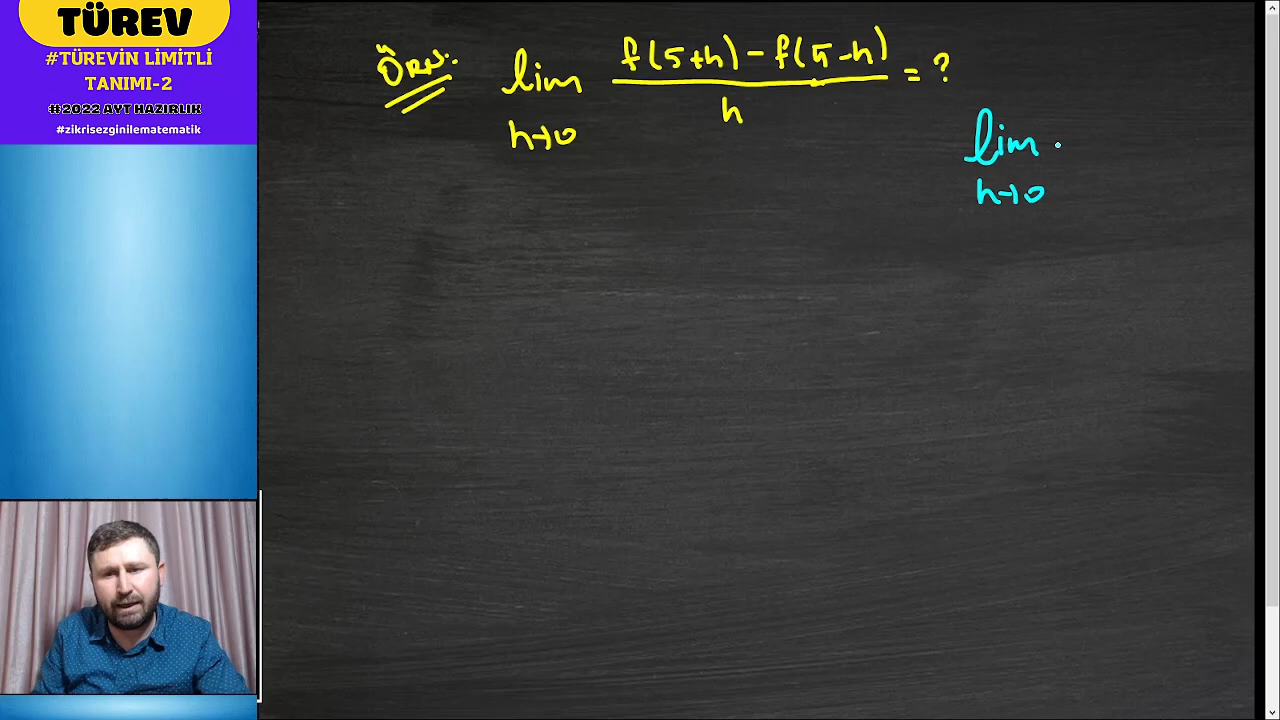 TÜREV
#TÜREVİN LİMİTLİ
TANIMI-2
#2022 AYT HAZIRLIK
#zikrisezginilematematik
ÖRN: lim f(5+h) - f(5-h) = ?
h→0 h
lim
h→0